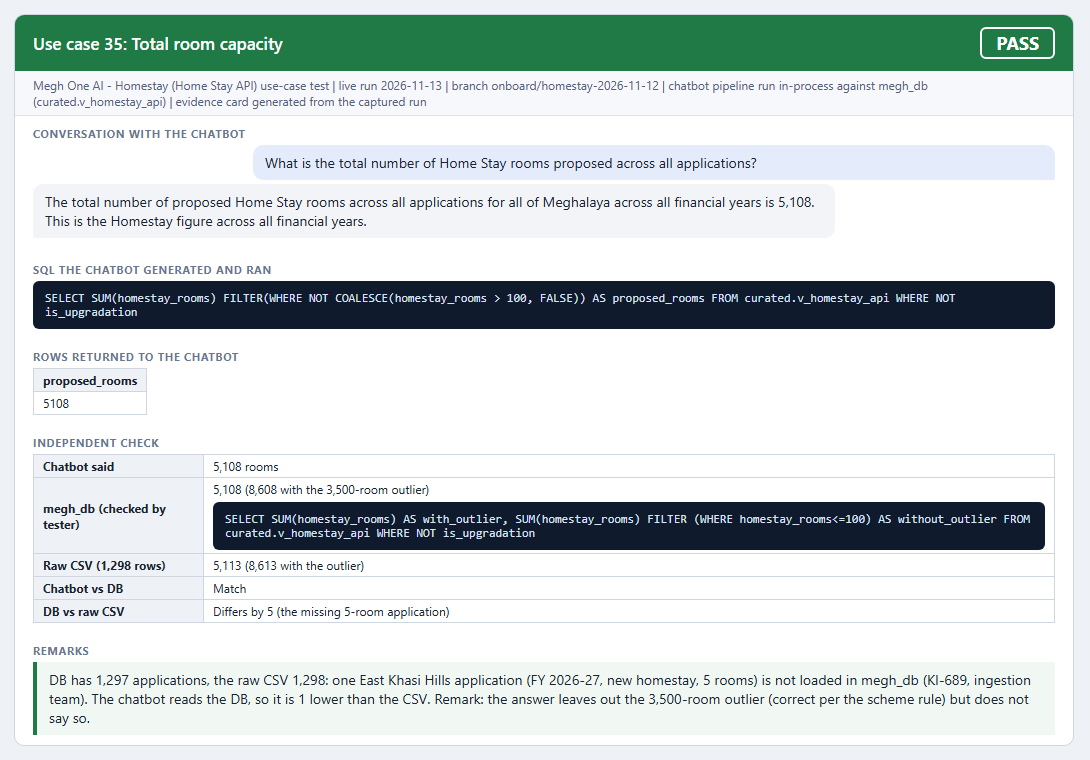 Use case 35: Total room capacity
PASS
Megh One AI - Homestay (Home Stay API) use-case test | live run 2026-11-13 | branch onboard/homestay-2026-11-12 | chatbot pipeline run in-process against megh_db
(curated.v_homestay_api) | evidence card generated from the captured run
CONVERSATION WITH THE CHATBOT
What is the total number of Home Stay rooms proposed across all applications?
The total number of proposed Home Stay rooms across all applications for all of Meghalaya across all financial years is 5,108.
This is the Homestay figure across all financial years.
SQL THE CHATBOT GENERATED AND RAN
SELECT SUM(homestay_rooms) FILTER(WHERE NOT COALESCE(homestay_rooms > 100, FALSE)) AS proposed_rooms FROM curated.v_homestay_api WHERE NOT
is_upgradation
ROWS RETURNED TO THE CHATBOT
proposed_rooms
5108
INDEPENDENT CHECK
Chatbot said 5,108 rooms
megh_db (checked by
tester)
5,108 (8,608 with the 3,500-room outlier)
SELECT SUM(homestay_rooms) AS with_outlier, SUM(homestay_rooms) FILTER (WHERE homestay_rooms<=100) AS without_outlier FROM
curated.v_homestay_api WHERE NOT is_upgradation
Raw CSV (1,298 rows) 5,113 (8,613 with the outlier)
Chatbot vs DB Match
DB vs raw CSV Differs by 5 (the missing 5-room application)
REMARKS
DB has 1,297 applications, the raw CSV 1,298: one East Khasi Hills application (FY 2026-27, new homestay, 5 rooms) is not loaded in megh_db (KI-689, ingestion
team). The chatbot reads the DB, so it is 1 lower than the CSV. Remark: the answer leaves out the 3,500-room outlier (correct per the scheme rule) but does not
say so.